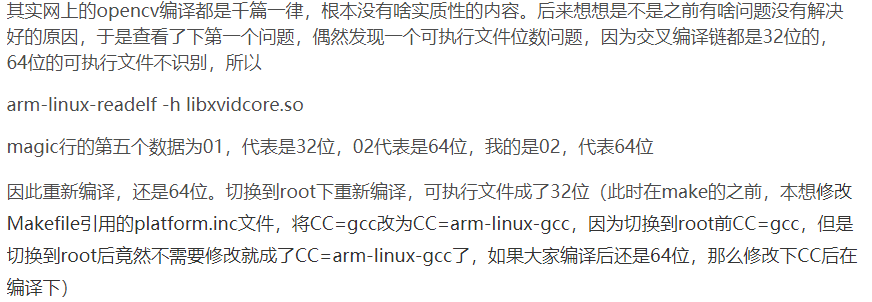 其实网上的opencv编译都是千篇一律，根本没有啥实质性的内容。后来想想是不是之前有啥问题没有解决
好的原因，于是查看了下第一个问题，偶然发现一个可执行文件位数问题，因为交叉编译链都是32位的，
64位的可执行文件不识别，所以
arm-linux-readelf -h libxvidcore.so
magic行的第五个数据为01，代表是32位，02代表是64位，我的是02，代表64位
因此重新编译，还是64位。切换到root下重新编译，可执行文件成了32位（此时在make的之前，本想修改
Makefile引用的platform.inc文件，将CC=gcc改为CC=arm-linux-gcc，因为切换到root前CC=gcc，但是
切换到root后竟然不需要修改就成了CC=arm-linux-gcc了，如果大家编译后还是64位，那么修改下CC后在
编译下）